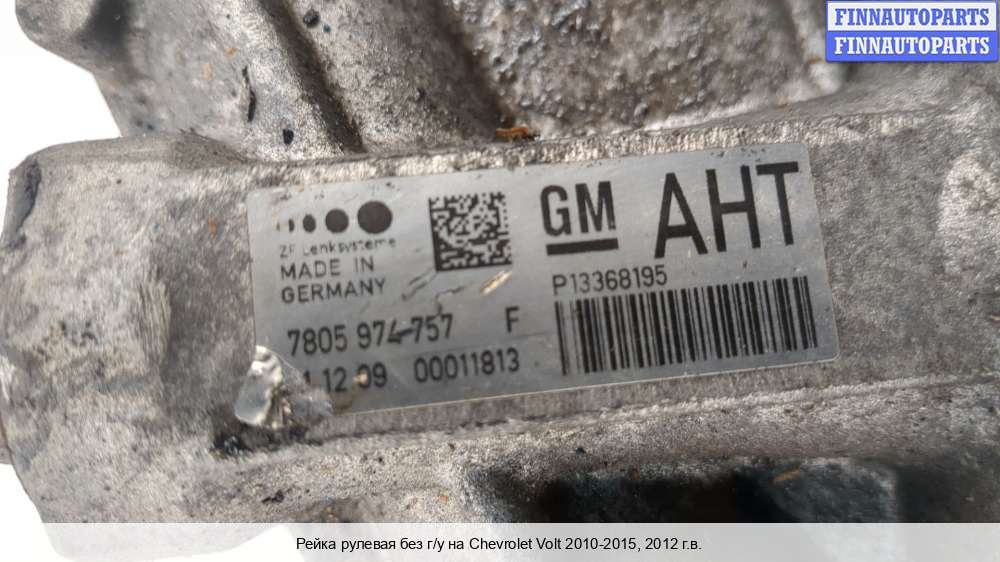 FINNAUTOPARTS
FINNAUTOPARTS
ZF Lenksysteme
MADE IN
GERMANY
GM AHT
P13368195
7805 974 757 F
12 09 00011813
Рейка рулевая без г/у на Chevrolet Volt 2010-2015, 2012 г.в.